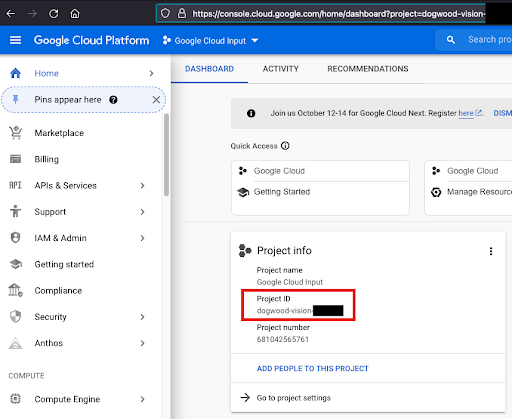 https://console.cloud.google.com/home/dashboard?project=dogwood-vision-
Google Cloud Platform
Google Cloud Input
Search pro
Home
Pins appear here
Marketplace
Billing
API APIs & Services
Support
IAM & Admin
Getting started
Compliance
Security
Anthos
COMPUTE
Compute Engine
DASHBOARD ACTIVITY RECOMMENDATIONS
Join us October 12-14 for Google Cloud Next. Register here DISM
Quick Access
Google Cloud
Getting Started
Google Cloud
Manage Resourc
Project info
Project name
Google Cloud Input
Project ID
dogwood-vision-
Project number
681042565761
ADD PEOPLE TO THIS PROJECT
Go to project settings